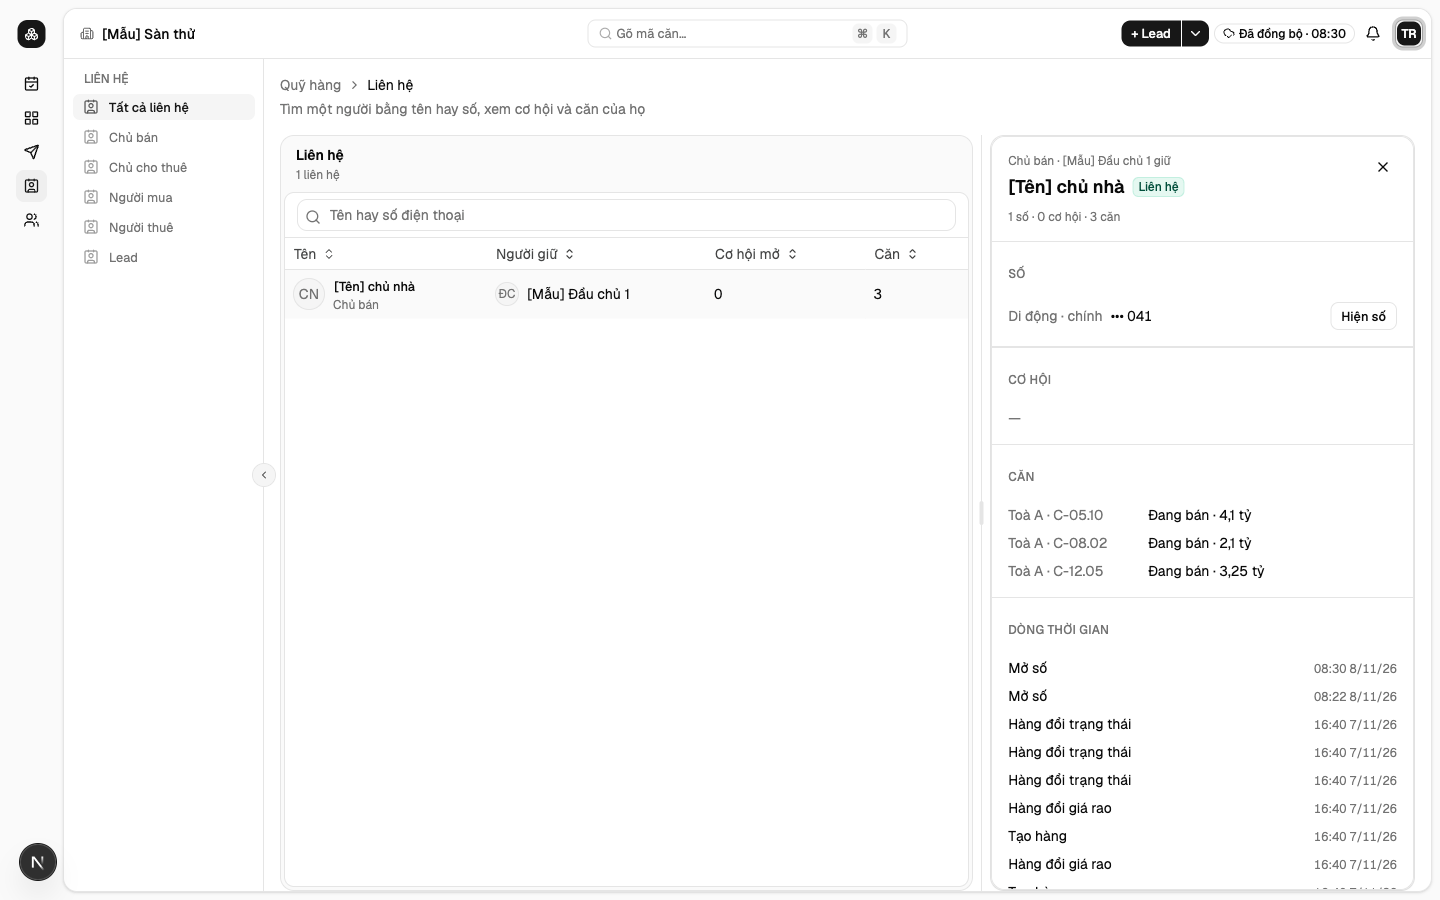 [Mẫu] Sàn thử
Gõ mã căn...
⌘ K
+ Lead
Đã đồng bộ · 08:30
TR
LIÊN HỆ
Tất cả liên hệ
Chủ bán
Chủ cho thuê
Người mua
Người thuê
Lead
Quỹ hàng > Liên hệ
Tìm một người bằng tên hay số, xem cơ hội và căn của họ
Liên hệ
1 liên hệ
Tên hay số điện thoại
Tên Người giữ Cơ hội mở Căn
CN [Tên] chủ nhà ĐC [Mẫu] Đầu chủ 1 0 3
Chủ bán
Chủ bán · [Mẫu] Đầu chủ 1 giữ
[Tên] chủ nhà Liên hệ
1 số · 0 cơ hội · 3 căn
SỐ
Di động · chính ••• 041 Hiện số
CƠ HỘI
—
CĂN
Toà A · C-05.10 Đang bán · 4,1 tỷ
Toà A · C-08.02 Đang bán · 2,1 tỷ
Toà A · C-12.05 Đang bán · 3,25 tỷ
DÒNG THỜI GIAN
Mở số 08:30 8/11/26
Mở số 08:22 8/11/26
Hàng đổi trạng thái 16:40 7/11/26
Hàng đổi trạng thái 16:40 7/11/26
Hàng đổi trạng thái 16:40 7/11/26
Hàng đổi giá rao 16:40 7/11/26
Tạo hàng 16:40 7/11/26
Hàng đổi giá rao 16:40 7/11/26
N